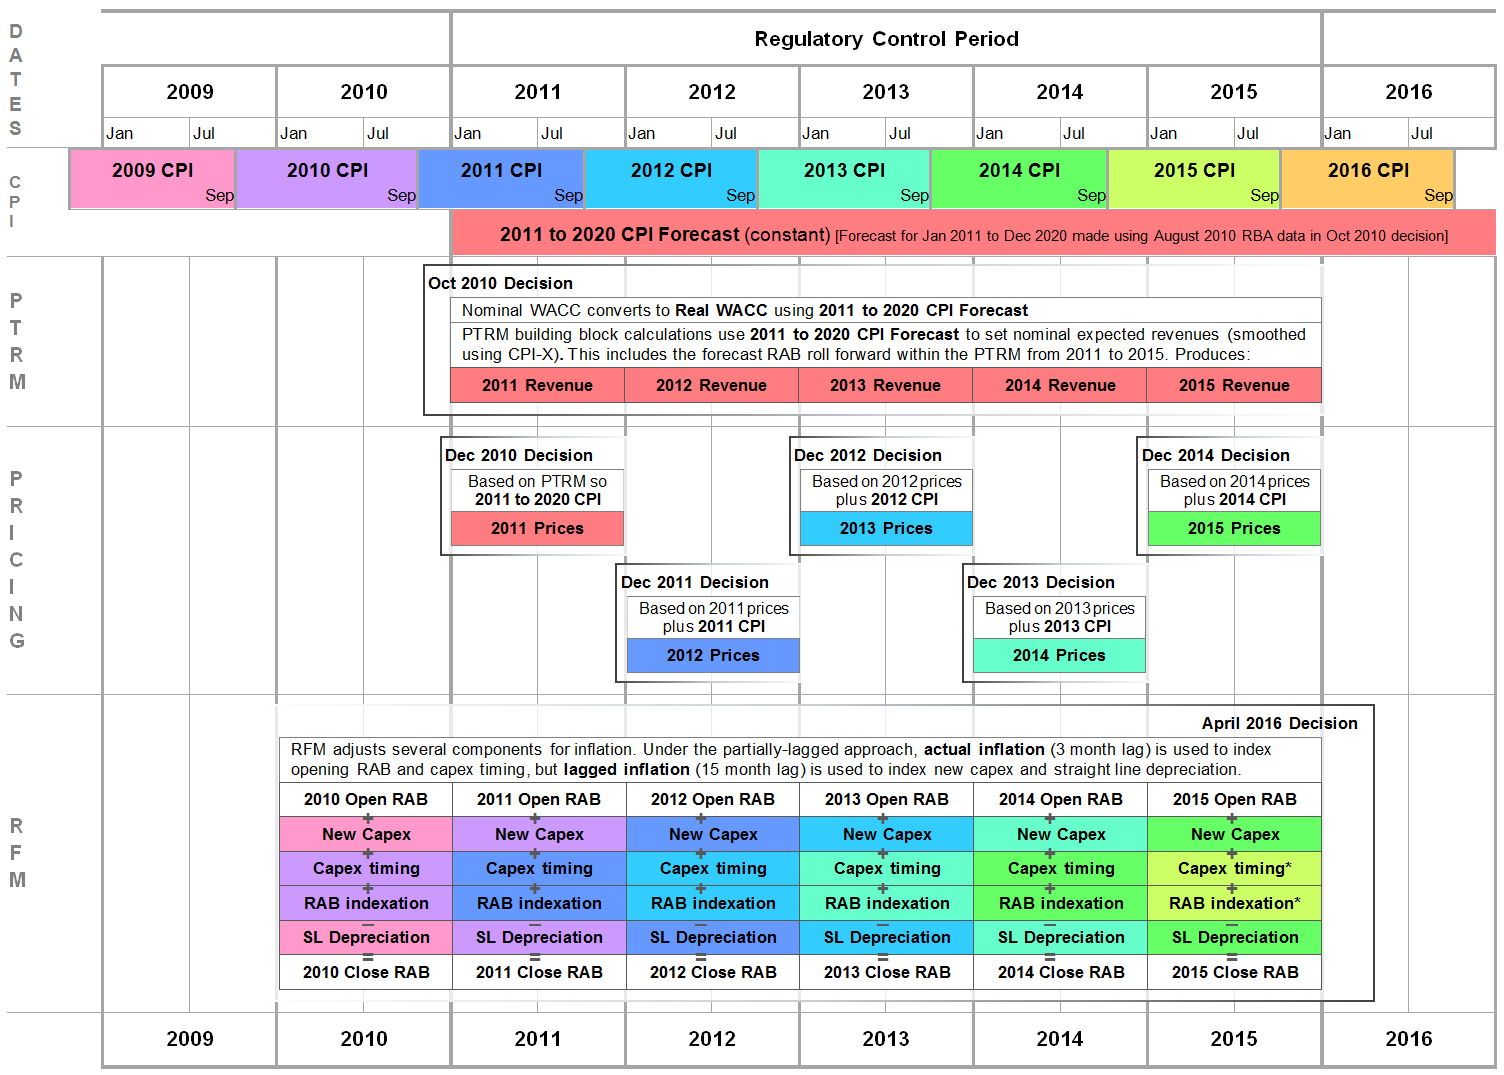 DATES
Regulatory Control Period
2009 2010 2011 2012 2013 2014 2015 2016
Jan Jul Jan Jul Jan Jul Jan Jul Jan Jul Jan Jul Jan Jul Jan Jul
CPI
2009 CPI 2010 CPI 2011 CPI 2012 CPI 2013 CPI 2014 CPI 2015 CPI 2016 CPI
Sep Sep Sep Sep Sep Sep Sep Sep
2011 to 2020 CPI Forecast (constant) [Forecast for Jan 2011 to Dec 2020 made using August 2010 RBA data in Oct 2010 decision]
PTRM
Oct 2010 Decision
Nominal WACC converts to Real WACC using 2011 to 2020 CPI Forecast
PTRM building block calculations use 2011 to 2020 CPI Forecast to set nominal expected revenues (smoothed
using CPI-X). This includes the forecast RAB roll forward within the PTRM from 2011 to 2015. Produces:
2011 Revenue 2012 Revenue 2013 Revenue 2014 Revenue 2015 Revenue
PRICING
Dec 2010 Decision
Based on PTRM so
2011 to 2020 CPI
2011 Prices
Dec 2012 Decision
Based on 2012 prices
plus 2012 CPI
2013 Prices
Dec 2014 Decision
Based on 2014 prices
plus 2014 CPI
2015 Prices
Dec 2011 Decision
Based on 2011 prices
plus 2011 CPI
2012 Prices
Dec 2013 Decision
Based on 2013 prices
plus 2013 CPI
2014 Prices
RFM
April 2016 Decision
RFM adjusts several components for inflation. Under the partially-lagged approach, actual inflation (3 month lag) is used to index
opening RAB and capex timing, but lagged inflation (15 month lag) is used to index new capex and straight line depreciation.
2010 Open RAB 2011 Open RAB 2012 Open RAB 2013 Open RAB 2014 Open RAB 2015 Open RAB
+ + + + + +
New Capex New Capex New Capex New Capex New Capex New Capex
+ + + + + +
Capex timing Capex timing Capex timing Capex timing Capex timing Capex timing*
+ + + + + +
RAB indexation RAB indexation RAB indexation RAB indexation RAB indexation RAB indexation*
– – – – – –
SL Depreciation SL Depreciation SL Depreciation SL Depreciation SL Depreciation SL Depreciation
= = = = = =
2010 Close RAB 2011 Close RAB 2012 Close RAB 2013 Close RAB 2014 Close RAB 2015 Close RAB
2009 2010 2011 2012 2013 2014 2015 2016